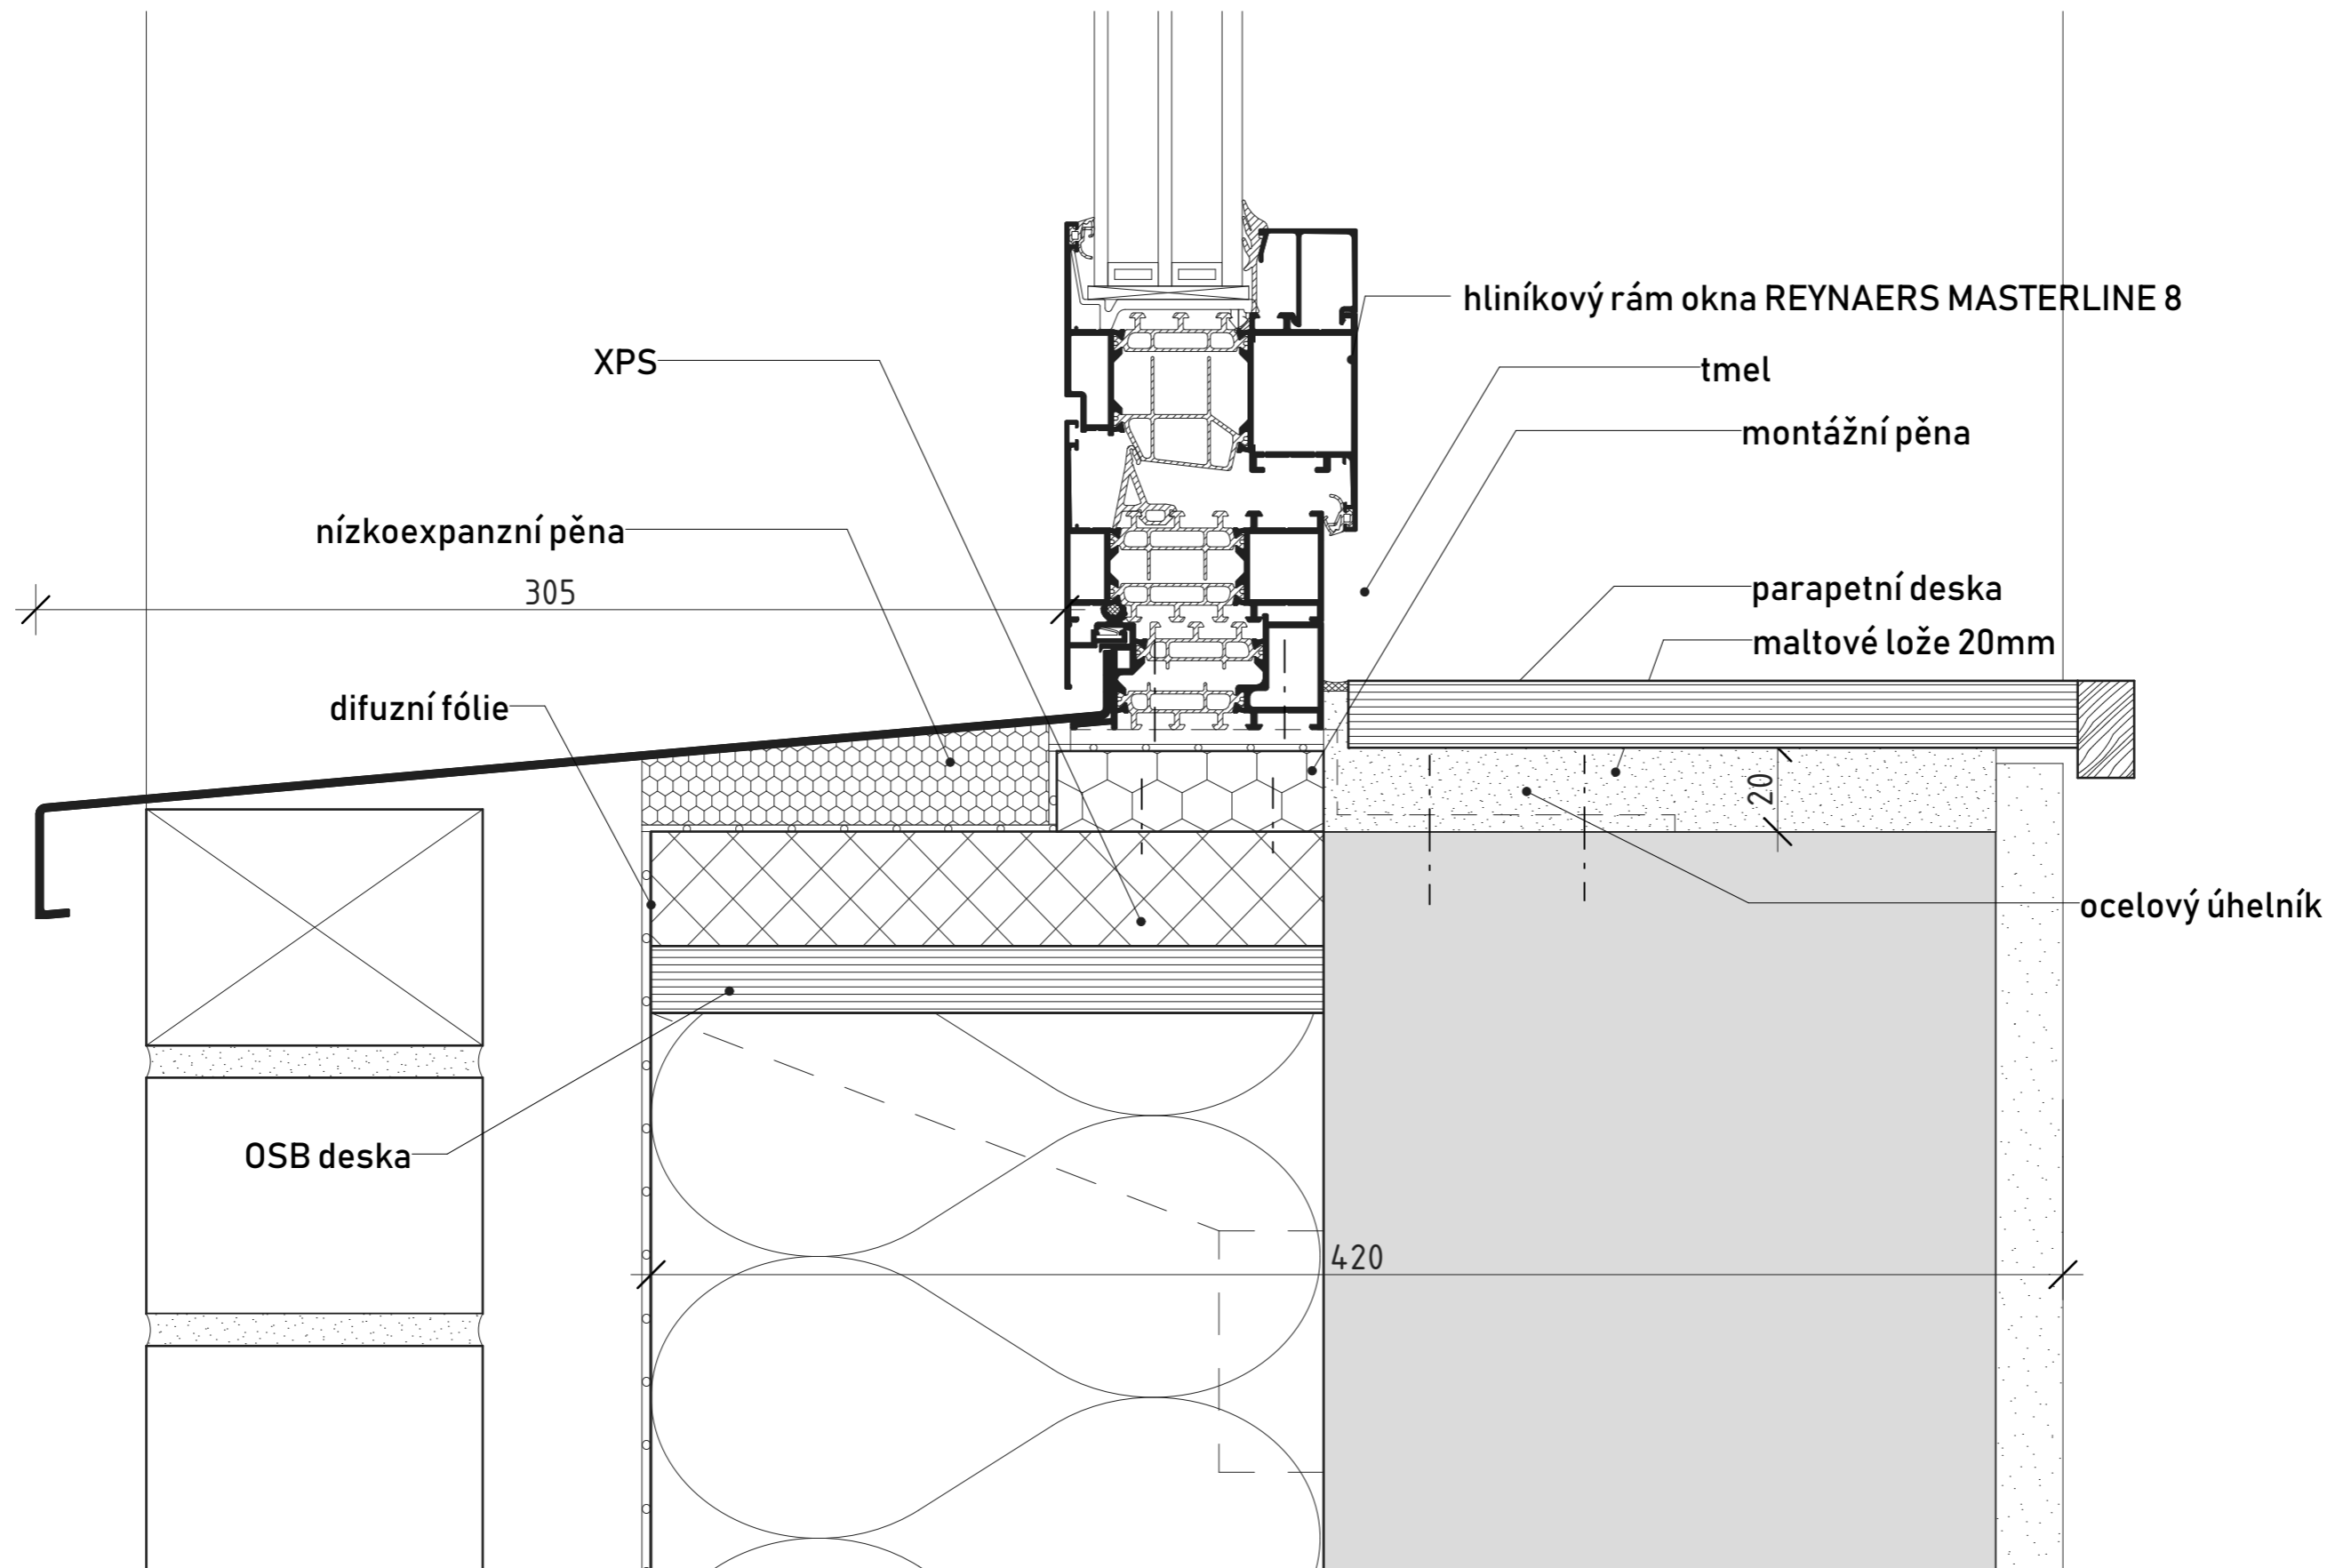 hliníkový rám okna REYNAERS MASTERLINE 8
XPS
tmel
montážní pěna
nízkoexpanzní pěna
305
parapetní deska
maltové lože 20mm
difuzní fólie
20
ocelový úhelník
OSB deska
420